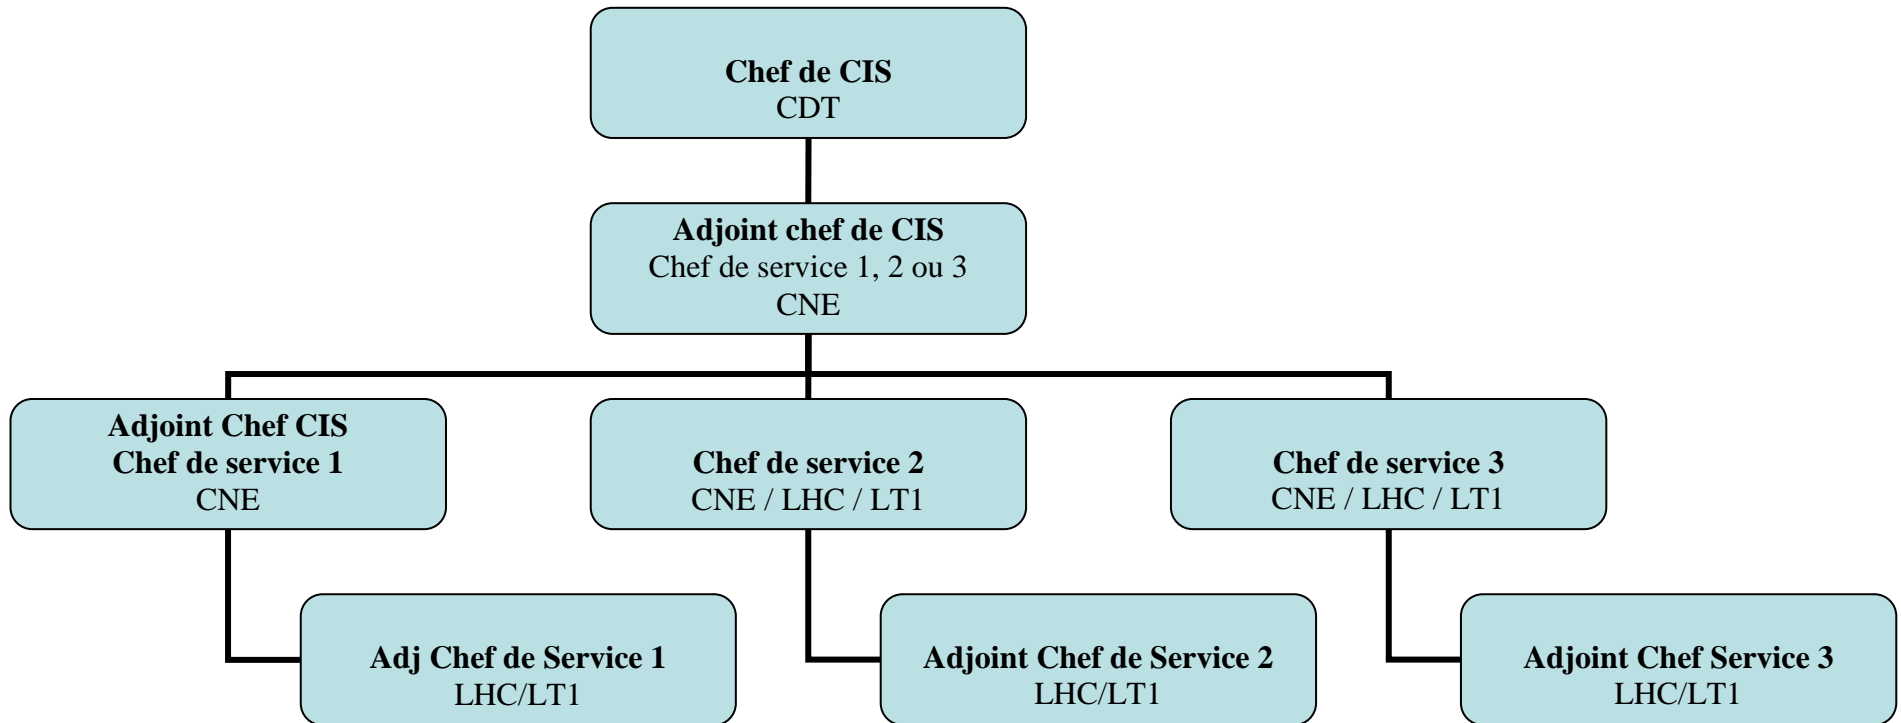 Chef de CIS
CDT
Adjoint chef de CIS
Chef de service 1, 2 ou 3
CNE
Adjoint Chef CIS
Chef de service 1
CNE
Chef de service 2
CNE / LHC / LT1
Chef de service 3
CNE / LHC / LT1
Adj Chef de Service 1
LHC/LT1
Adjoint Chef de Service 2
LHC/LT1
Adjoint Chef Service 3
LHC/LT1